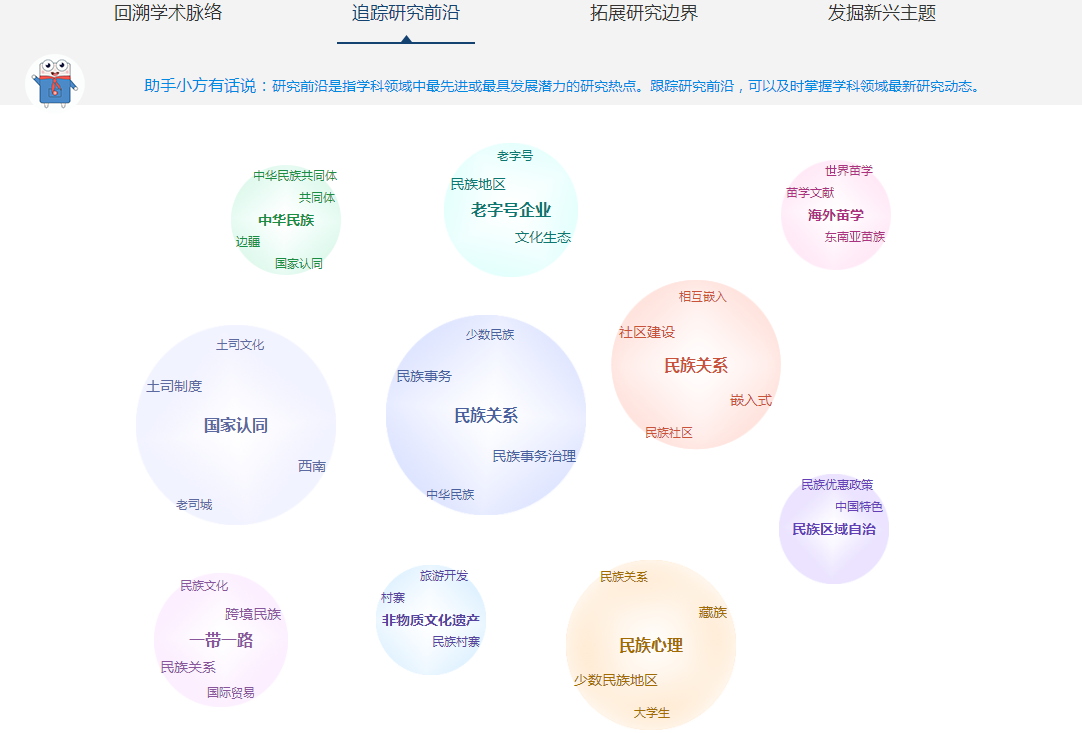 回溯学术脉络
追踪研究前沿
拓展研究边界
发掘新兴主题
助手小方有话说：研究前沿是指学科领域中最先进或最具发展潜力的研究热点。跟踪研究前沿，可以及时掌握学科领域最新研究动态。
中华民族共同体
共同体
中华民族
边疆
国家认同
老字号
民族地区
老字号企业
文化生态
世界苗学
苗学文献
海外苗学
东南亚苗族
土司文化
土司制度
国家认同
西南
老司城
少数民族
民族事务
民族关系
民族事务治理
中华民族
相互嵌入
社区建设
民族关系
嵌入式
民族社区
民族优惠政策
中国特色
民族区域自治
民族文化
跨境民族
一带一路
民族关系
国际贸易
旅游开发
村寨
非物质文化遗产
民族村寨
民族关系
藏族
民族心理
少数民族地区
大学生